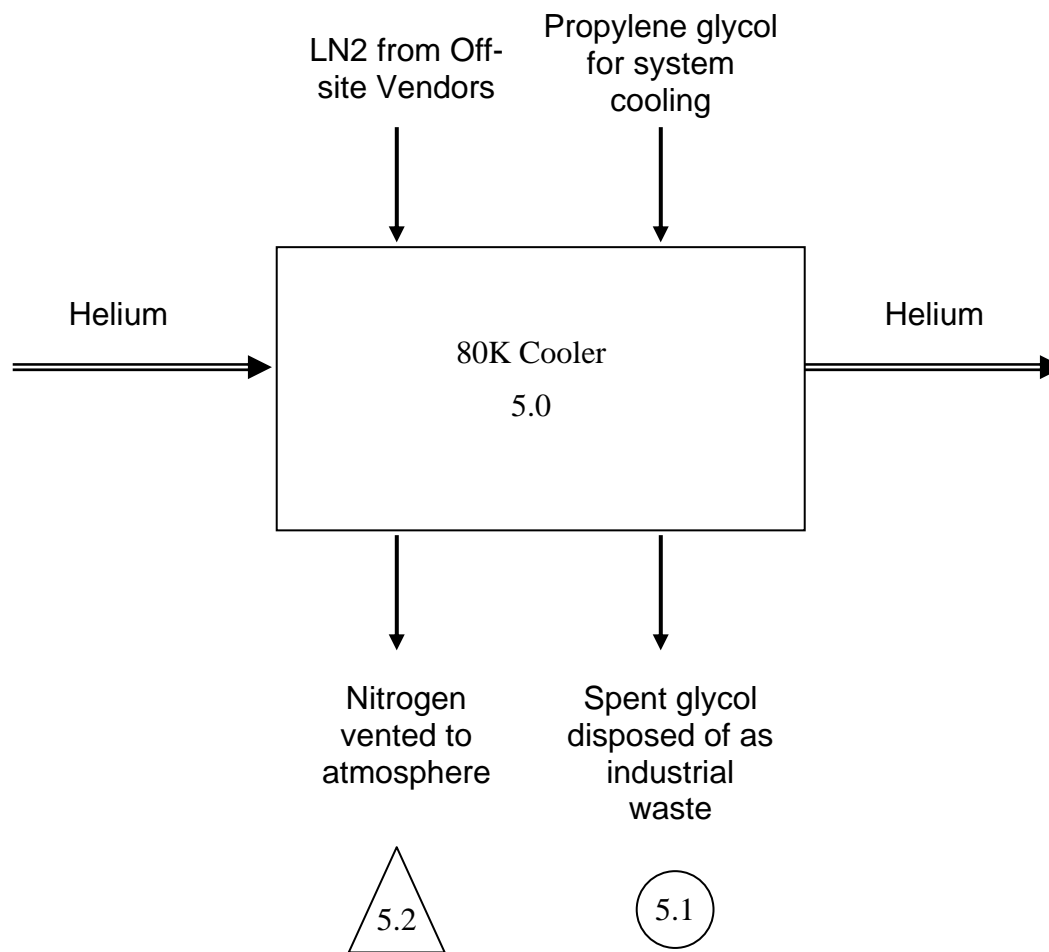 LN2 from Off-
site Vendors
Propylene glycol
for system
cooling
Helium
Helium
80K Cooler
5.0
Nitrogen
vented to
atmosphere
Spent glycol
disposed of as
industrial
waste
5.2
5.1